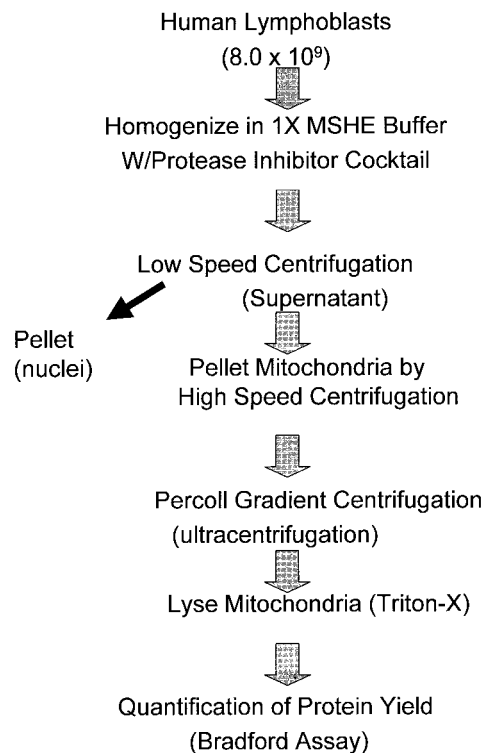 Human Lymphoblasts
(8.0 x 10⁹)
Homogenize in 1X MSHE Buffer
W/Protease Inhibitor Cocktail
Low Speed Centrifugation
(Supernatant)
Pellet
(nuclei)
Pellet Mitochondria by
High Speed Centrifugation
Percoll Gradient Centrifugation
(ultracentrifugation)
Lyse Mitochondria (Triton-X)
Quantification of Protein Yield
(Bradford Assay)